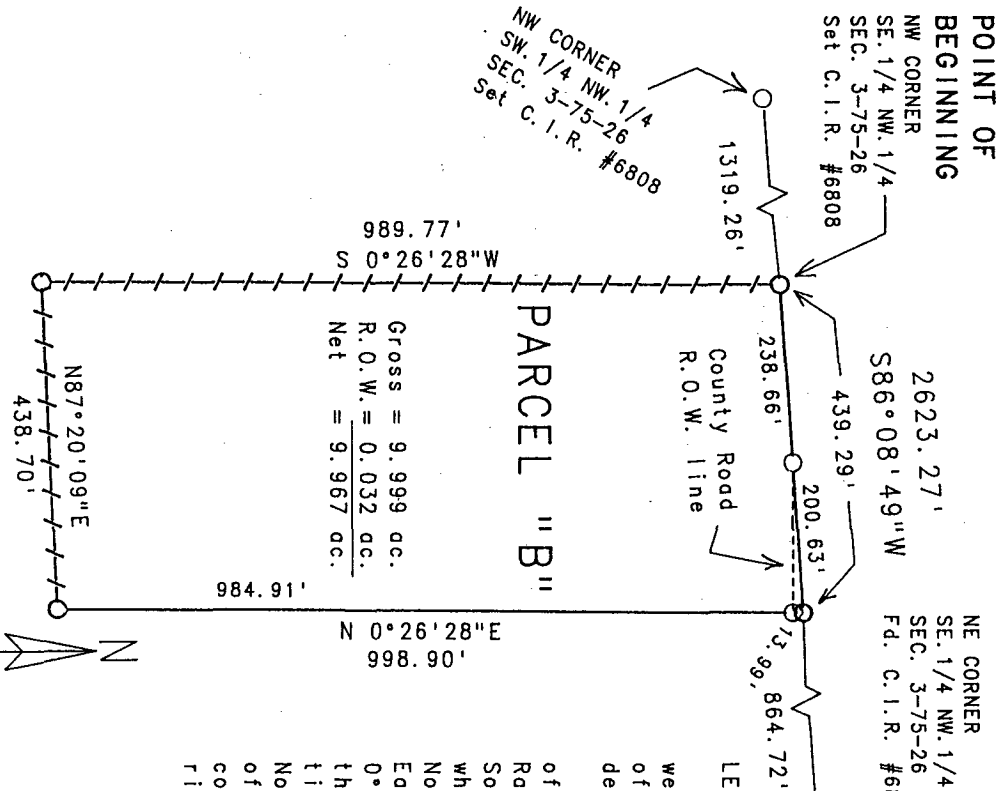 POINT OF
BEGINNING
NW CORNER
SE. 1/4 NW. 1/4
SEC. 3-75-26
Set C.I.R. #6808
NW CORNER
SW. 1/4 NW. 1/4
SEC. 3-75-26
Set C.I.R. #6808
1319.26'
2623.27'
S86°08'49"W
439.29'
238.66'
200.63'
NE CORNER
SE. 1/4 NW. 1/4
SEC. 3-75-26
Fd. C.I.R. #6
13.99'
864.72'
County Road
R.O.W. line
989.77'
S 0°26'28"W
PARCEL "B"
Gross = 9.999 ac.
R.O.W. = 0.032 ac.
Net = 9.967 ac.
984.91'
N 0°26'28"E
998.90'
N87°20'09"E
438.70'
N
LE
we
of
de
of
Ra
So
wh
No
Ea
0°
th
ti
No
of
co
ri